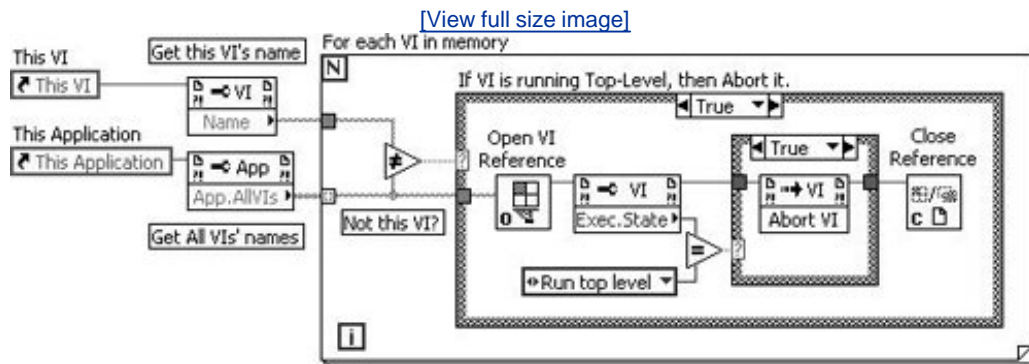 [View full size image]
For each VI in memory
This VI
Get this VI's name
This VI
N
If VI is running Top-Level, then Abort it.
VI
Name
True
This Application
This Application
App
App.AllVIs
Open VI
Reference
True
Close
Reference
≠
?
Not this VI?
Get All VIs' names
O
VI
Exec.State
=
?
VI
Abort VI
C
Run top level
i